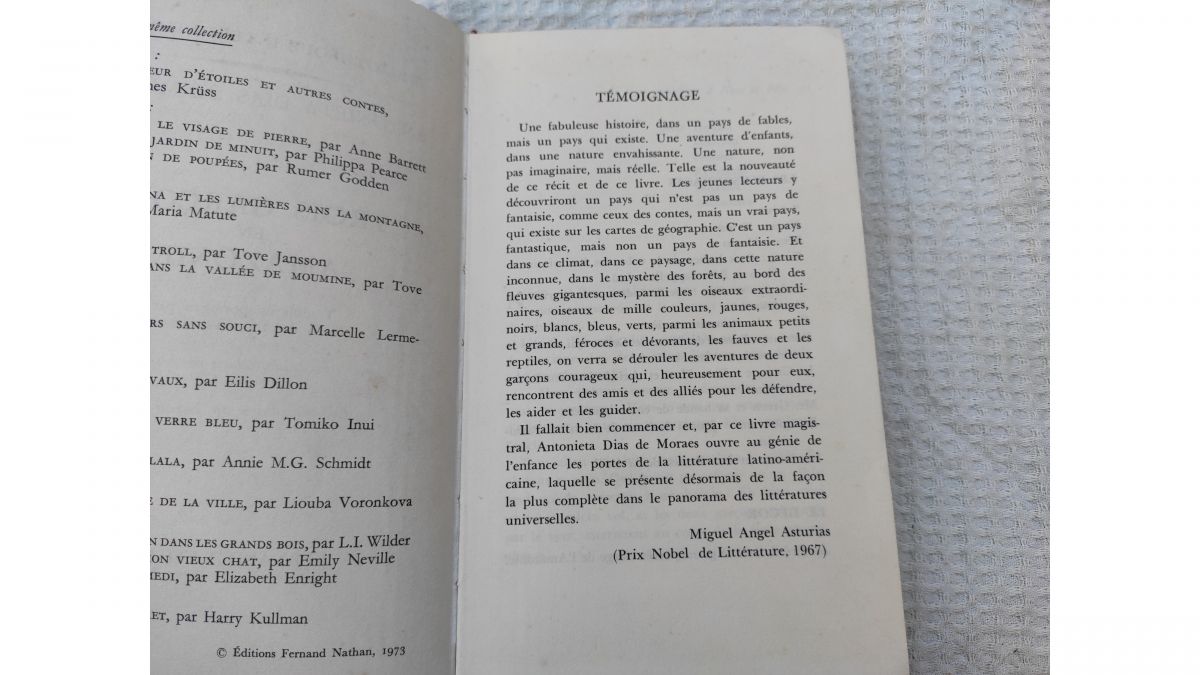 même collection
:
EUR D'ÉTOILES ET AUTRES CONTES,
nes Krüss
:
LE VISAGE DE PIERRE, par Anne Barrett
JARDIN DE MINUIT, par Philippa Pearce
N DE POUPÉES, par Rumer Godden
NA ET LES LUMIÈRES DANS LA MONTAGNE,
Maria Matute
TROLL, par Tove Jansson
DANS LA VALLÉE DE MOUMINE, par Tove
RS SANS SOUCI, par Marcelle Lerme-
VAUX, par Eilis Dillon
VERRE BLEU, par Tomiko Inui
LALA, par Annie M.G. Schmidt
E DE LA VILLE, par Liouba Voronkova
ON DANS LES GRANDS BOIS, par L.I. Wilder
ON VIEUX CHAT, par Emily Neville
MEDI, par Elizabeth Enright
ET, par Harry Kullman
© Éditions Fernand Nathan, 1973
TÉMOIGNAGE
Une fabuleuse histoire, dans un pays de fables,
mais un pays qui existe. Une aventure d'enfants,
dans une nature envahissante. Une nature, non
pas imaginaire, mais réelle. Telle est la nouveauté
de ce récit et de ce livre. Les jeunes lecteurs y
découvriront un pays qui n'est pas un pays de
fantaisie, comme ceux des contes, mais un vrai pays,
qui existe sur les cartes de géographie. C'est un pays
fantastique, mais non un pays de fantaisie. Et
dans ce climat, dans ce paysage, dans cette nature
inconnue, dans le mystère des forêts, au bord des
fleuves gigantesques, parmi les oiseaux extraordi-
naires, oiseaux de mille couleurs, jaunes, rouges,
noirs, blancs, bleus, verts, parmi les animaux petits
et grands, féroces et dévorants, les fauves et les
reptiles, on verra se dérouler les aventures de deux
garçons courageux qui, heureusement pour eux,
rencontrent des amis et des alliés pour les défendre,
les aider et les guider.
Il fallait bien commencer et, par ce livre magis-
tral, Antonieta Dias de Moraes ouvre au génie de
l'enfance les portes de la littérature latino-améri-
caine, laquelle se présente désormais de la façon
la plus complète dans le panorama des littératures
universelles.
Miguel Angel Asturias
(Prix Nobel de Littérature, 1967)